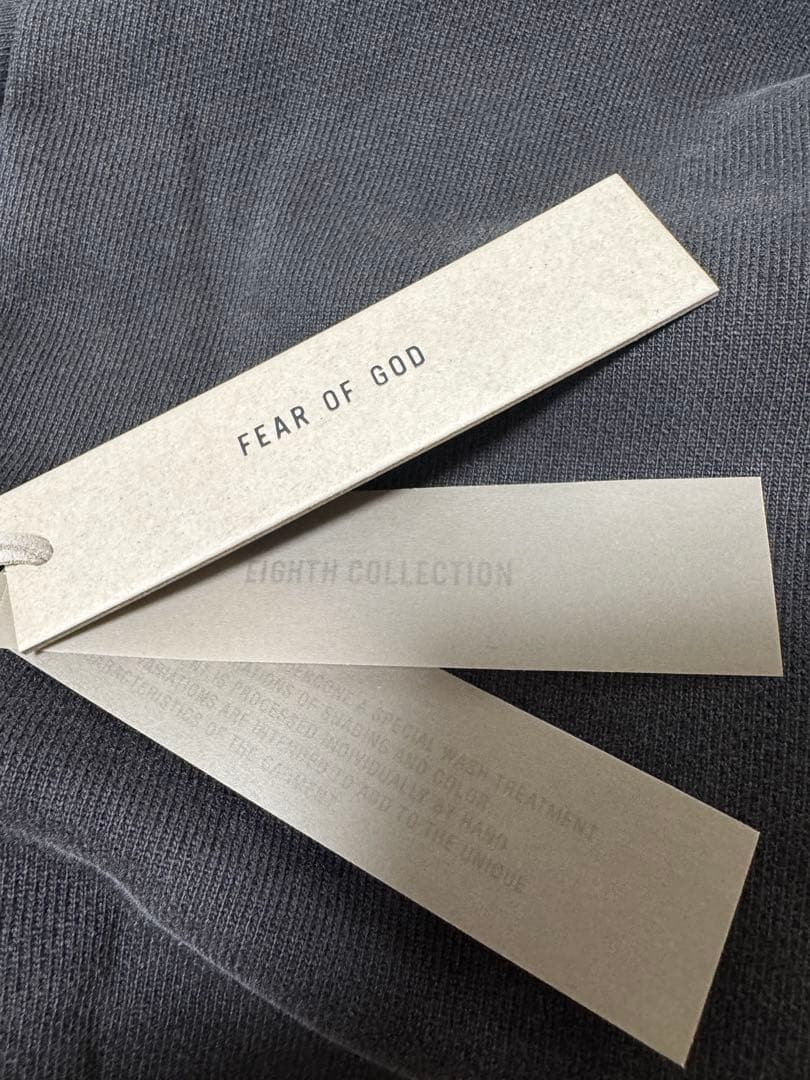 FEAR OF GOD
EIGHTH COLLECTION
A SPECIAL WASH TREATMENT
OF SHADING AND COLOR
IS PROCESSED INDIVIDUALLY BY HAND
VARIATIONS ARE INTENDED TO ADD TO THE UNIQUE
CHARACTERISTICS OF THE GARMENT